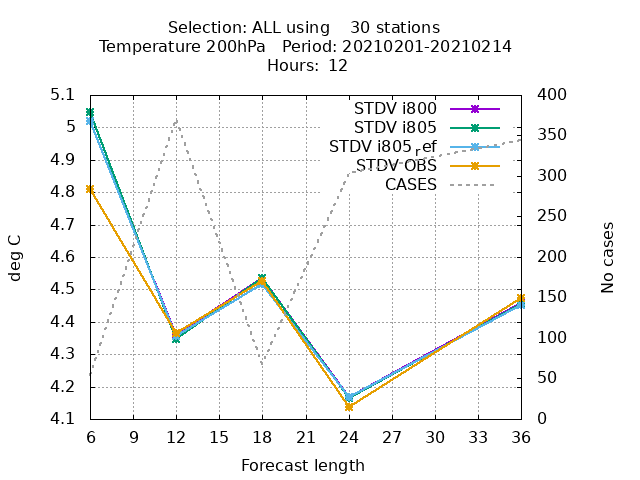 Selection: ALL using    30 stations
Temperature 200hPa   Period: 20210201-20210214
Hours: 12
5.1
5
4.9
4.8
4.7
4.6
4.5
4.4
4.3
4.2
4.1
deg C
STDV i800
STDV i805
STDV i805_ref
STDV OBS
CASES
400
350
300
250
200
150
100
50
0
No cases
6 9 12 15 18 21 24 27 30 33 36
Forecast length